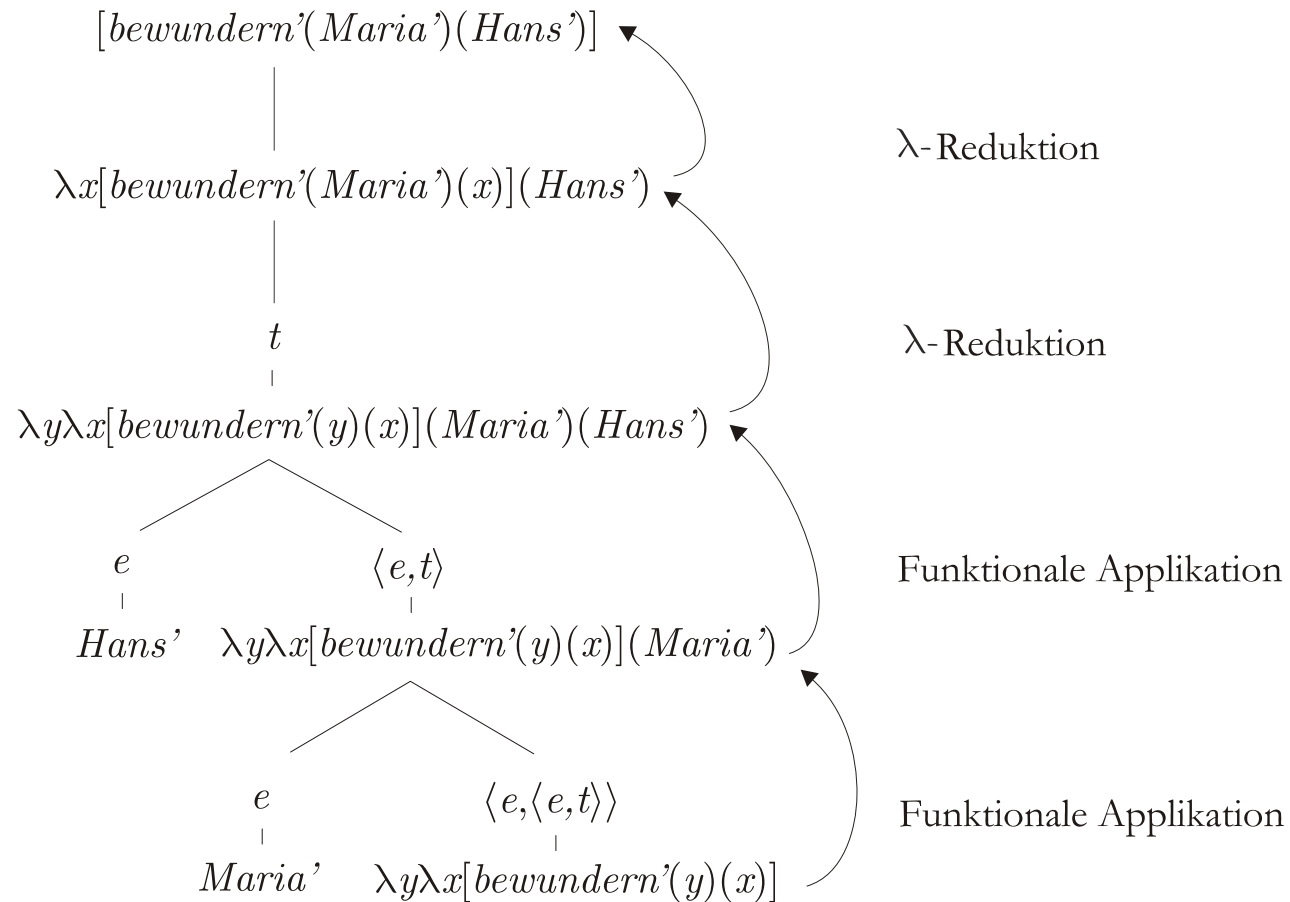 [bewundern’(Maria’)(Hans’)]
λ-Reduktion
λx[bewundern’(Maria’)(x)](Hans’)
t
λ-Reduktion
λyλx[bewundern’(y)(x)](Maria’)(Hans’)
e ⟨e,t⟩
Funktionale Applikation
Hans’ λyλx[bewundern’(y)(x)](Maria’)
e ⟨e,⟨e,t⟩⟩
Funktionale Applikation
Maria’ λyλx[bewundern’(y)(x)]